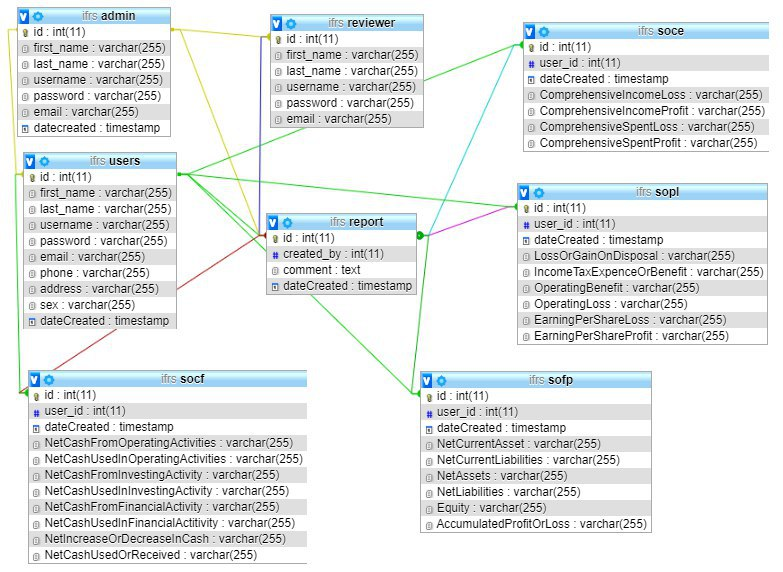 ifrs admin
id : int(11)
first_name : varchar(255)
last_name : varchar(255)
username : varchar(255)
password : varchar(255)
email : varchar(255)
datecreated : timestamp
ifrs reviewer
id : int(11)
first_name : varchar(255)
last_name : varchar(255)
username : varchar(255)
password : varchar(255)
email : varchar(255)
ifrs soce
id : int(11)
user_id : int(11)
dateCreated : timestamp
ComprehensiveIncomeLoss : varchar(255)
ComprehensiveIncomeProfit : varchar(255)
ComprehensiveSpentLoss : varchar(255)
ComprehensiveSpentProfit : varchar(255)
ifrs users
id : int(11)
first_name : varchar(255)
last_name : varchar(255)
username : varchar(255)
password : varchar(255)
email : varchar(255)
phone : varchar(255)
address : varchar(255)
sex : varchar(255)
dateCreated : timestamp
ifrs report
id : int(11)
created_by : int(11)
comment : text
dateCreated : timestamp
ifrs sopl
id : int(11)
user_id : int(11)
dateCreated : timestamp
LossOrGainOnDisposal : varchar(255)
IncomeTaxExpenceOrBenefit : varchar(255)
OperatingBenefit : varchar(255)
OperatingLoss : varchar(255)
EarningPerShareLoss : varchar(255)
EarningPerShareProfit : varchar(255)
ifrs socf
id : int(11)
user_id : int(11)
dateCreated : timestamp
NetCashFromOperatingActivities : varchar(255)
NetCashUsedInOperatingActivities : varchar(255)
NetCashFromInvestingActivity : varchar(255)
NetCashUsedInInvestingActivity : varchar(255)
NetCashFromFinancialActivity : varchar(255)
NetCashUsedInFinancialActitivity : varchar(255)
NetIncreaseOrDecreaseInCash : varchar(255)
NetCashUsedOrReceived : varchar(255)
ifrs sofp
id : int(11)
user_id : int(11)
dateCreated : timestamp
NetCurrentAsset : varchar(255)
NetCurrentLiabilities : varchar(255)
NetAssets : varchar(255)
NetLiabilities : varchar(255)
Equity : varchar(255)
AccumulatedProfitOrLoss : varchar(255)